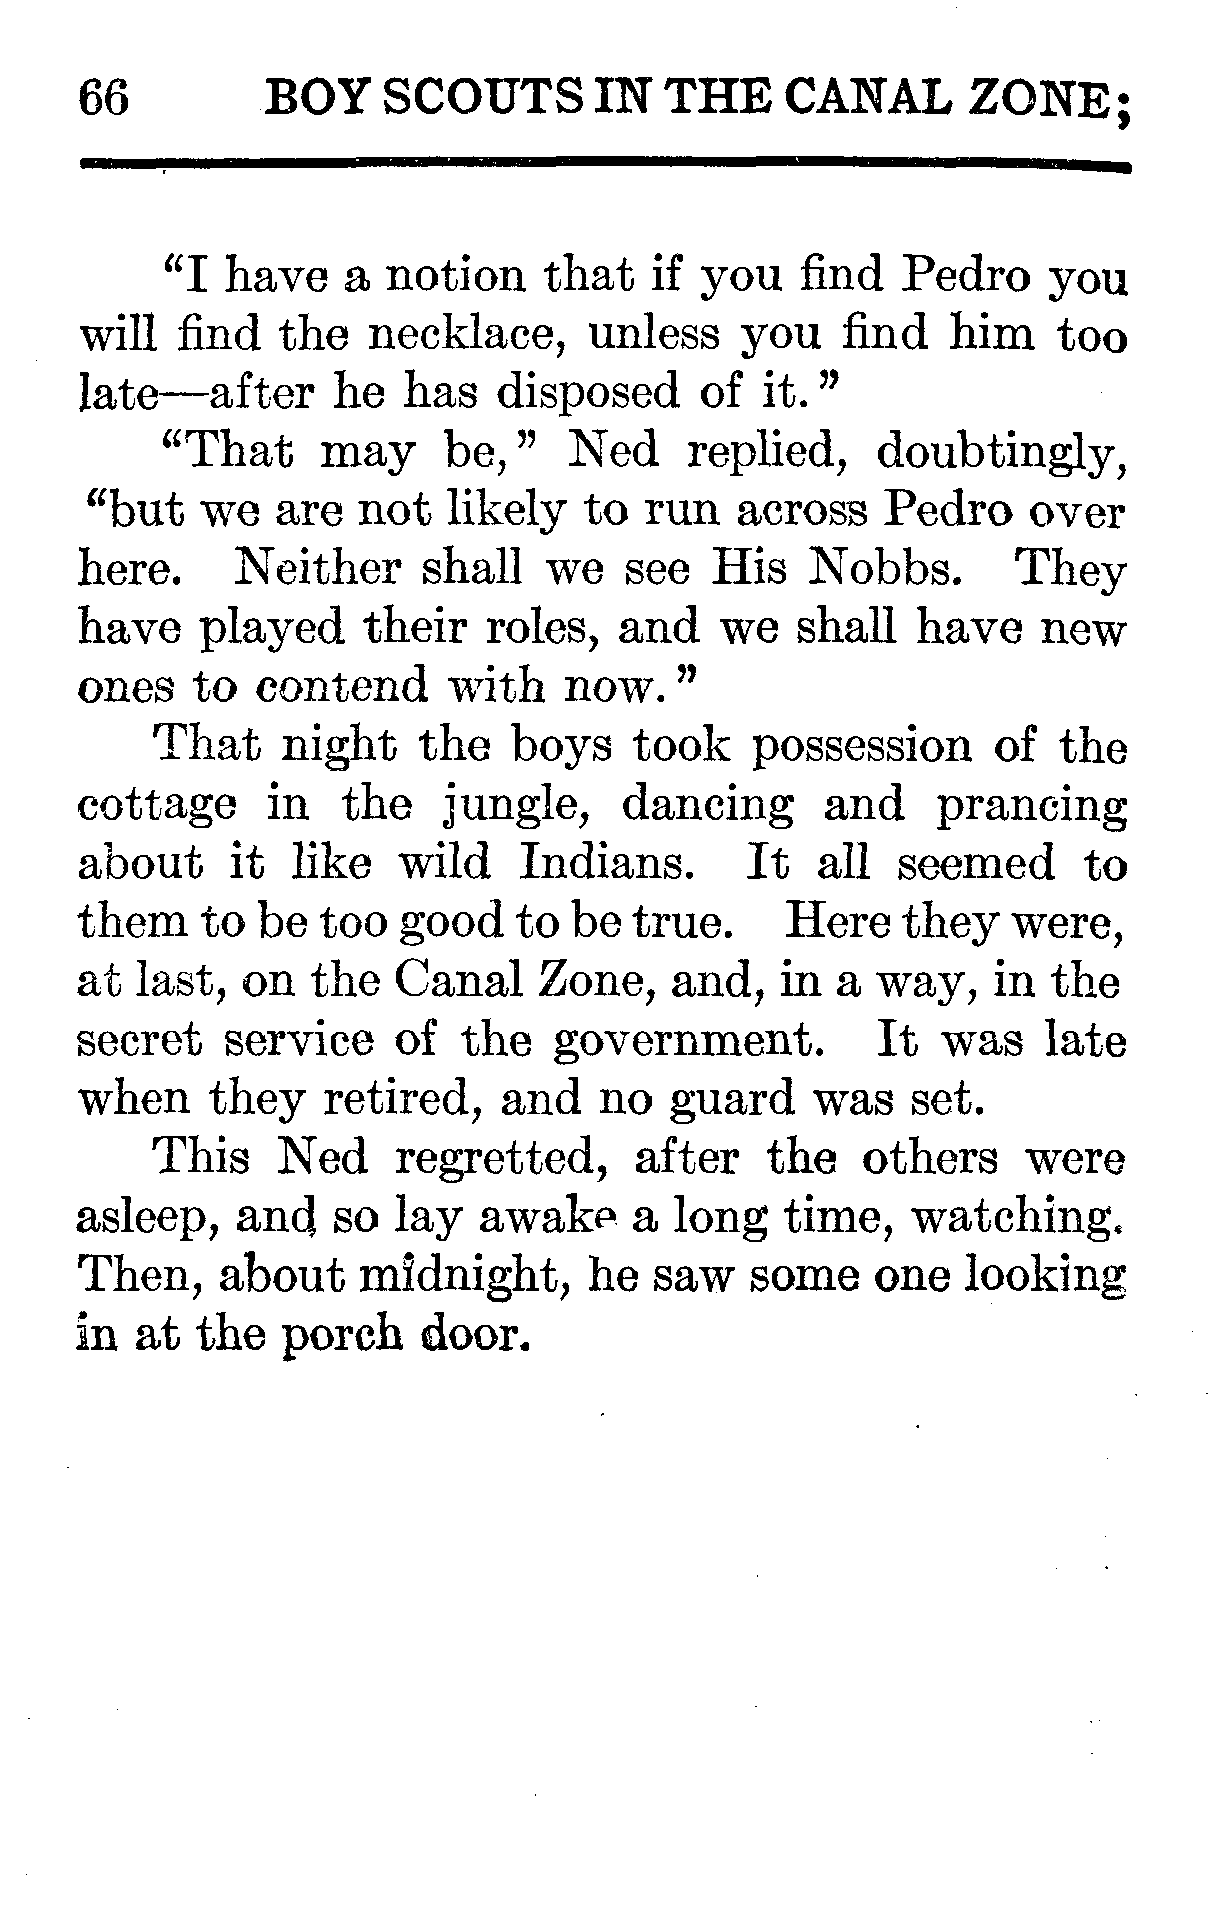 66 BOY SCOUTS IN THE CANAL ZONE;
“I have a notion that if you find Pedro you
will find the necklace, unless you find him too
late—after he has disposed of it.”
“That may be,” Ned replied, doubtingly,
“but we are not likely to run across Pedro over
here. Neither shall we see His Nobbs. They
have played their roles, and we shall have new
ones to contend with now.”
That night the boys took possession of the
cottage in the jungle, dancing and prancing
about it like wild Indians. It all seemed to
them to be too good to be true. Here they were,
at last, on the Canal Zone, and, in a way, in the
secret service of the government. It was late
when they retired, and no guard was set.
This Ned regretted, after the others were
asleep, and so lay awake a long time, watching.
Then, about midnight, he saw some one looking
in at the porch door.